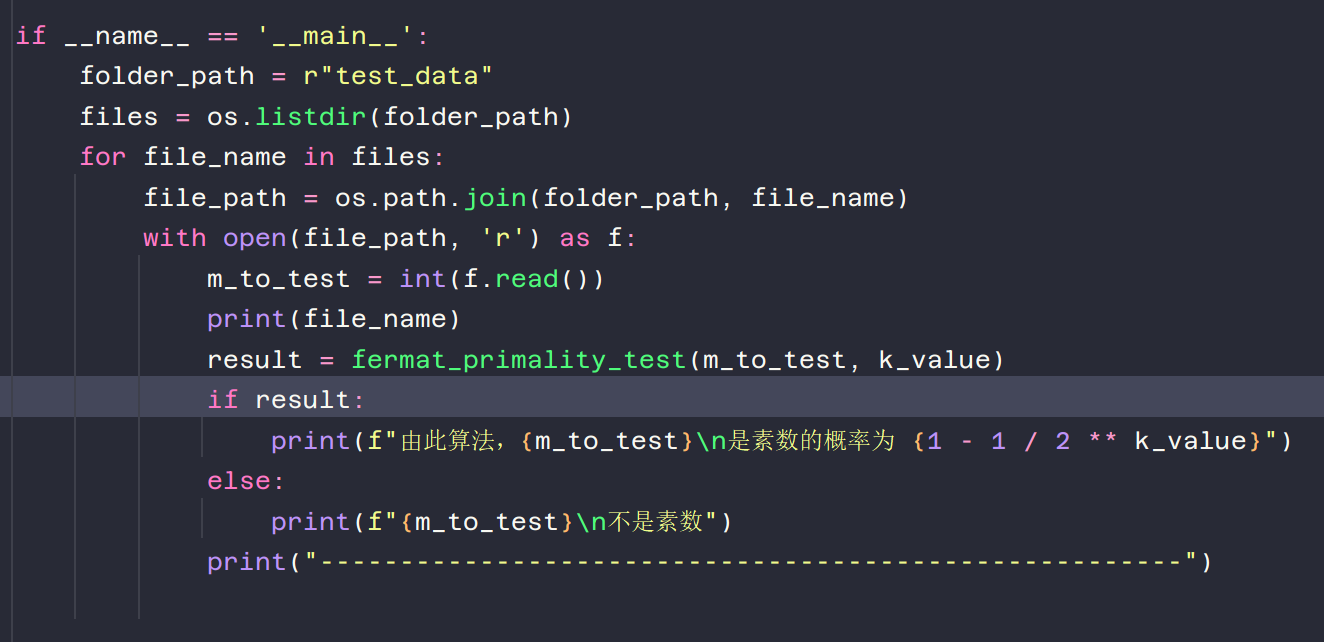 if __name__ == '__main__':
    folder_path = r"test_data"
    files = os.listdir(folder_path)
    for file_name in files:
        file_path = os.path.join(folder_path, file_name)
        with open(file_path, 'r') as f:
            m_to_test = int(f.read())
            print(file_name)
            result = fermat_primality_test(m_to_test, k_value)
            if result:
                print(f"由此算法，{m_to_test}\n是素数的概率为 {1 - 1 / 2 ** k_value}")
            else:
                print(f"{m_to_test}\n不是素数")
            print("------------------------------------------------------")